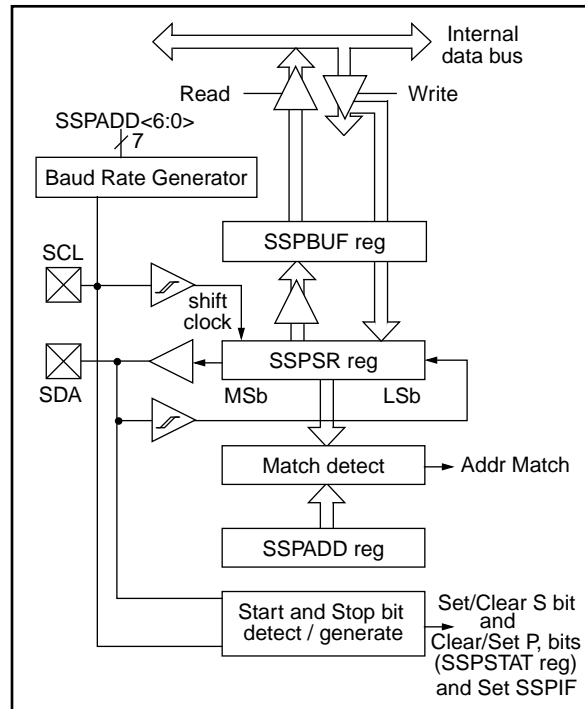 Internal
data bus
Read
Write
SSPADD<6:0>
7
Baud Rate Generator
SSPBUF reg
SCL
shift
clock
SSPSR reg
SDA
MSb
LSb
Match detect
Addr Match
SSPADD reg
Start and Stop bit
detect / generate
Set/Clear S bit
and
Clear/Set P, bits
(SSPSTAT reg)
and Set SSPIF